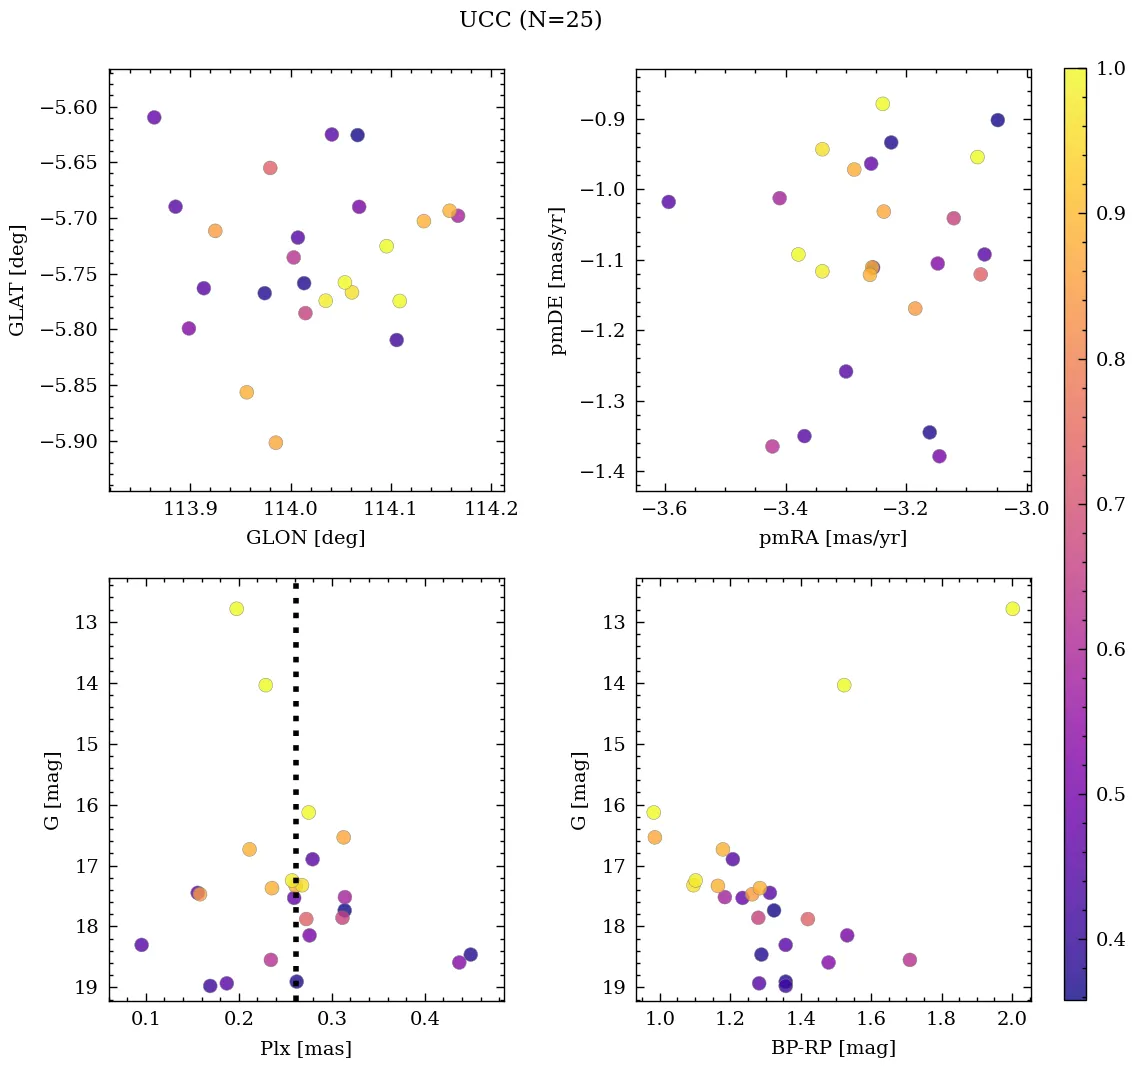 UCC (N=25)
−5.60
−5.65
−5.70
−5.75
−5.80
−5.85
−5.90
GLAT [deg]
113.9 114.0 114.1 114.2
GLON [deg]
−0.9
−1.0
−1.1
−1.2
−1.3
−1.4
pmDE [mas/yr]
−3.6 −3.4 −3.2 −3.0
pmRA [mas/yr]
13
14
15
16
17
18
19
G [mag]
0.1 0.2 0.3 0.4
Plx [mas]
13
14
15
16
17
18
19
G [mag]
1.0 1.2 1.4 1.6 1.8 2.0
BP-RP [mag]
1.0
0.9
0.8
0.7
0.6
0.5
0.4